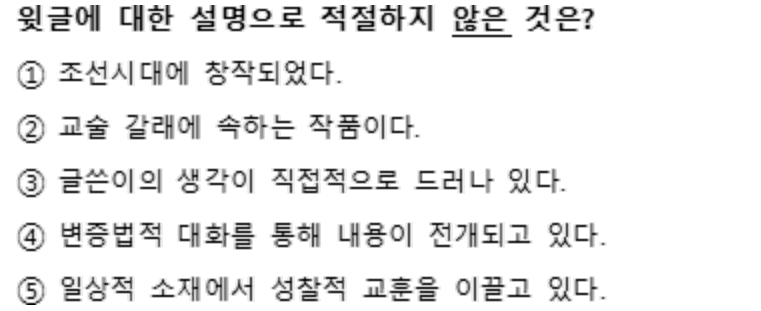 윗글에 대한 설명으로 적절하지 않은 것은?
① 조선시대에 창작되었다.
② 교술 갈래에 속하는 작품이다.
③ 글쓴이의 생각이 직접적으로 드러나 있다.
④ 변증법적 대화를 통해 내용이 전개되고 있다.
⑤ 일상적 소재에서 성찰적 교훈을 이끌고 있다.